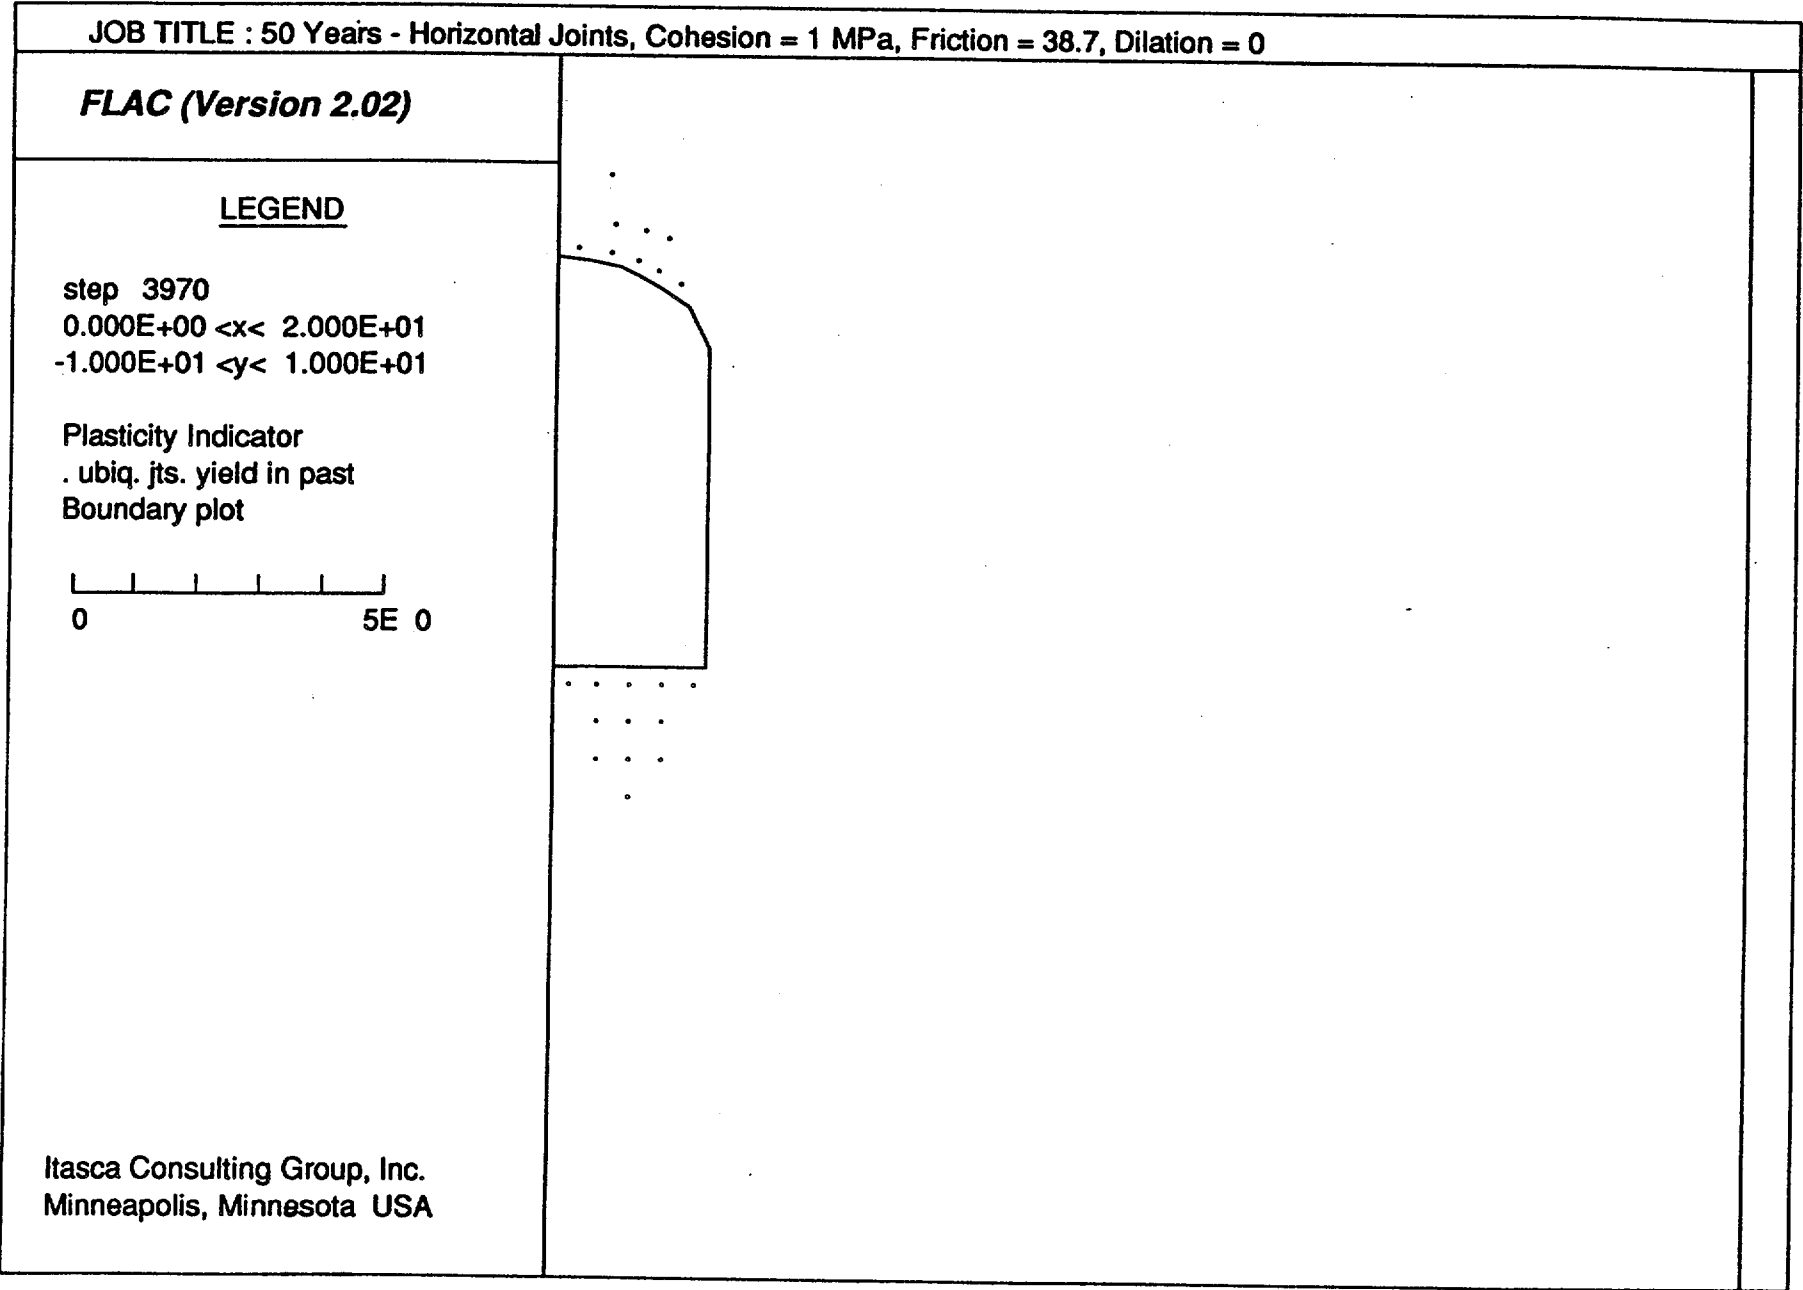 JOB TITLE : 50 Years - Horizontal Joints, Cohesion = 1 MPa, Friction = 38.7, Dilation = 0
FLAC (Version 2.02)
LEGEND
step 3970
0.000E+00 <x< 2.000E+01
-1.000E+01 <y< 1.000E+01
Plasticity Indicator
. ubiq. jts. yield in past
Boundary plot
0 5E 0
Itasca Consulting Group, Inc.
Minneapolis, Minnesota USA